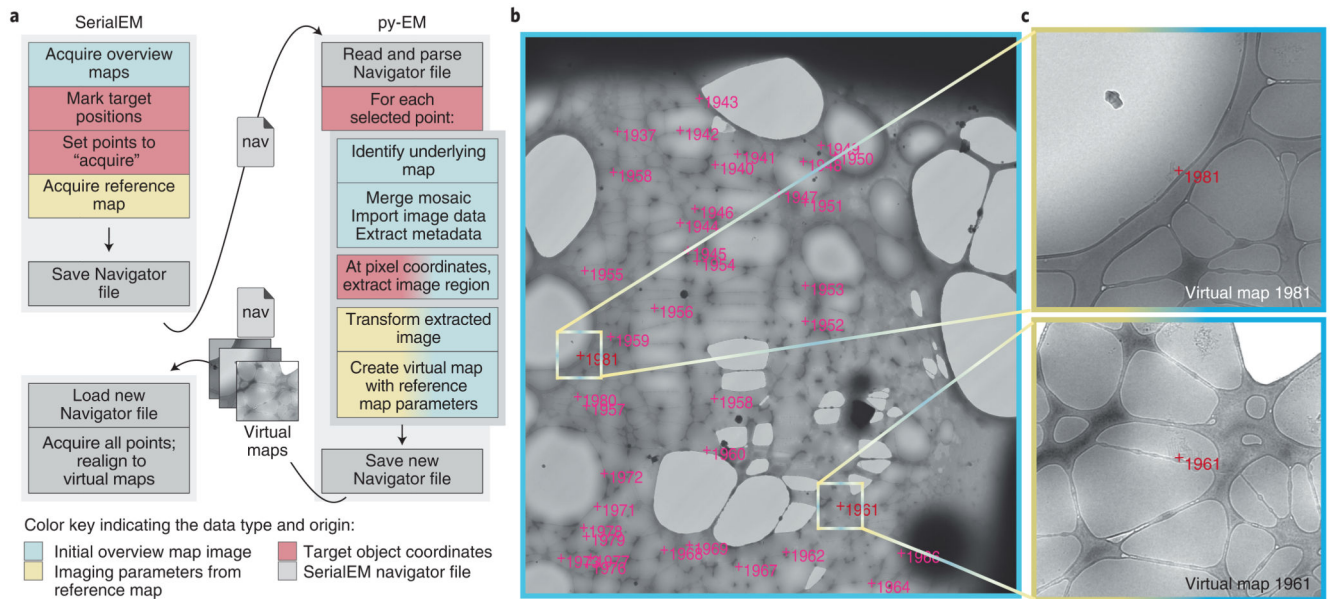 a
SerialEM
Acquire overview
maps
Mark target
positions
Set points to
“acquire”
Acquire reference
map
Save Navigator
file
nav
nav
Load new
Navigator file
Acquire all points;
realign to
virtual maps
Virtual
maps
py-EM
Read and parse
Navigator file
For each
selected point:
Identify underlying
map
Merge mosaic
Import image data
Extract metadata
At pixel coordinates,
extract image region
Transform extracted
image
Create virtual map
with reference
map parameters
Save new
Navigator file
Color key indicating the data type and origin:
Initial overview map image
Imaging parameters from
reference map
Target object coordinates
SerialEM navigator file
b
+1943
+1937
+1942
+1941
+1950
+1940
+1958
+1947
+1951
+1946
+1944
+1945
+1954
+1953
+1956
+1952
+1959
+1981
+1980
+1957
+1958
+1960
+1972
+1971
+1961
+1978
+1979
+1962
+1967
+1966
+1964
c
+1981
Virtual map 1981
+1961
Virtual map 1961